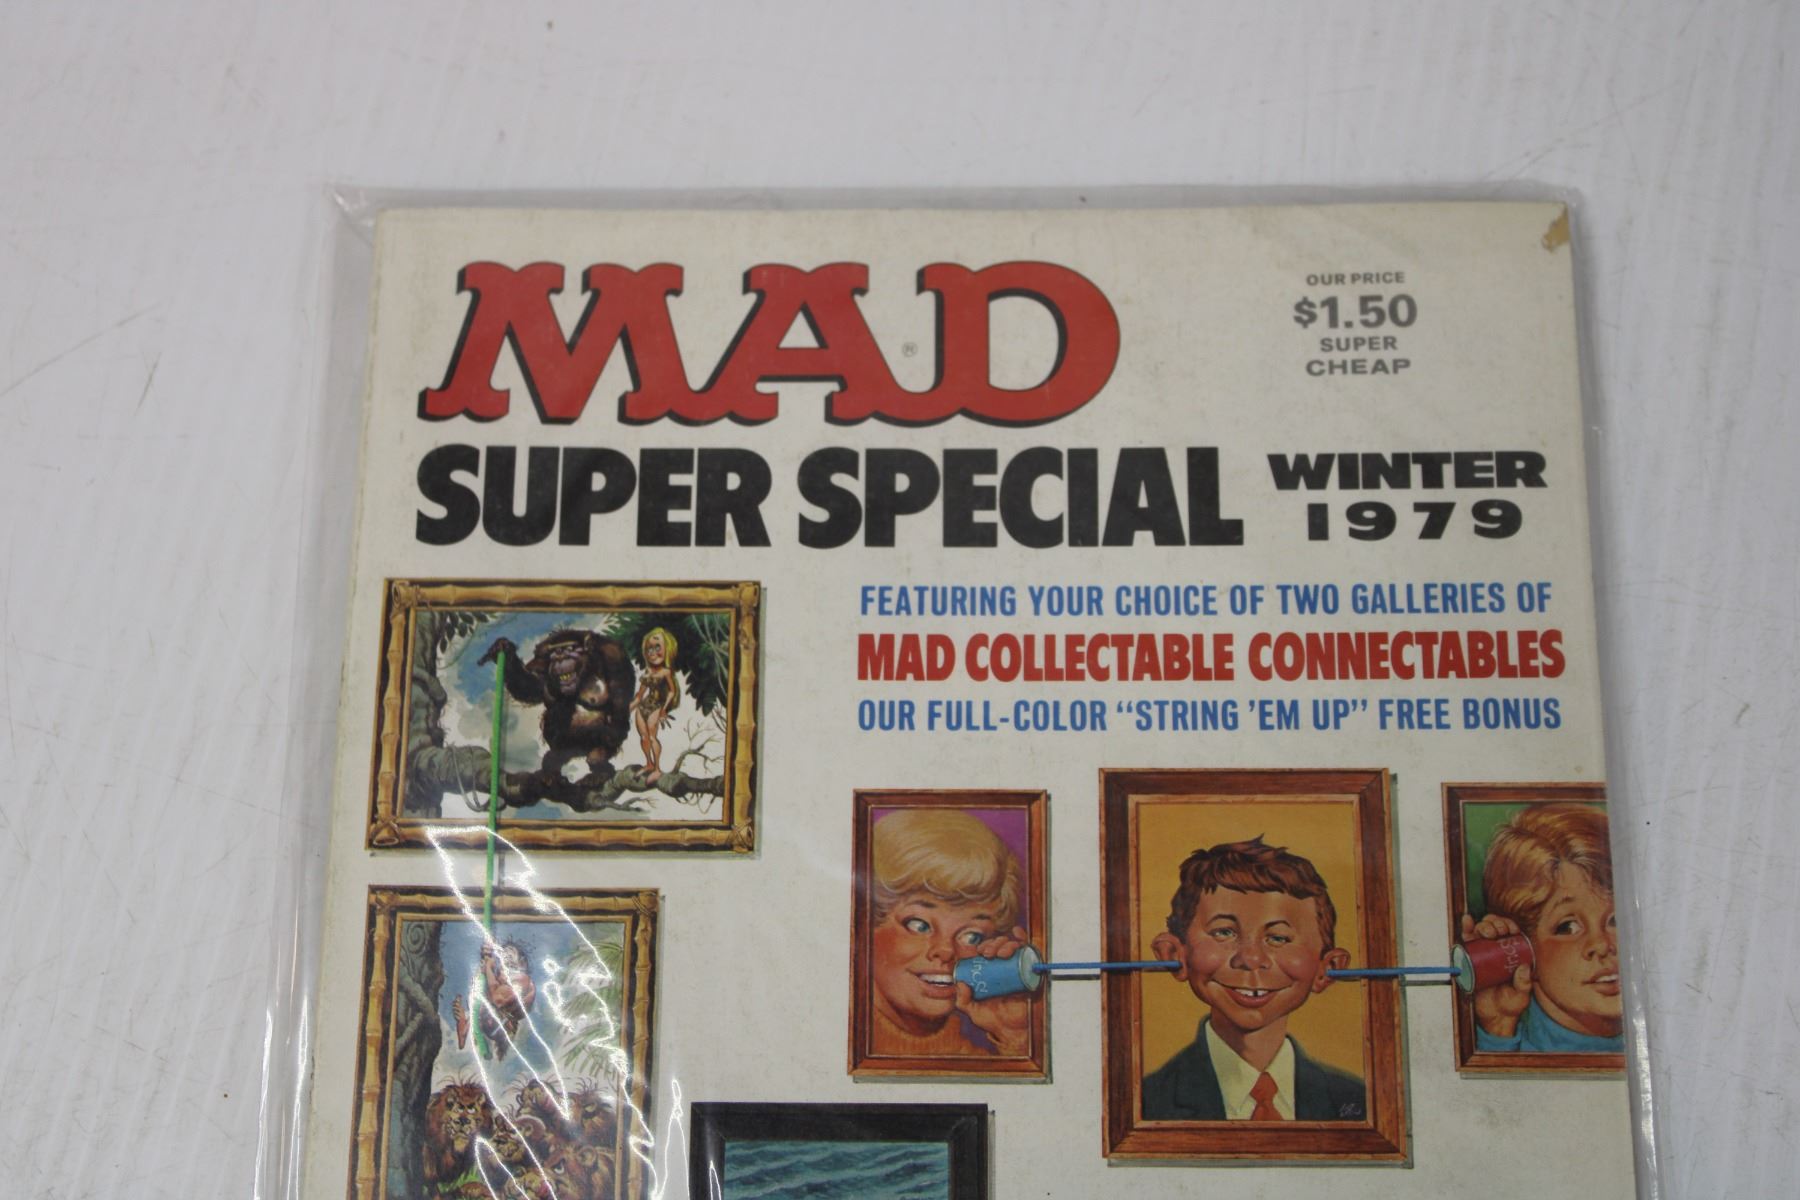 MAD
®
OUR PRICE
$1.50
SUPER
CHEAP
SUPER SPECIAL
WINTER
1979
FEATURING YOUR CHOICE OF TWO GALLERIES OF
MAD COLLECTABLE CONNECTABLES
OUR FULL-COLOR “STRING ’EM UP” FREE BONUS